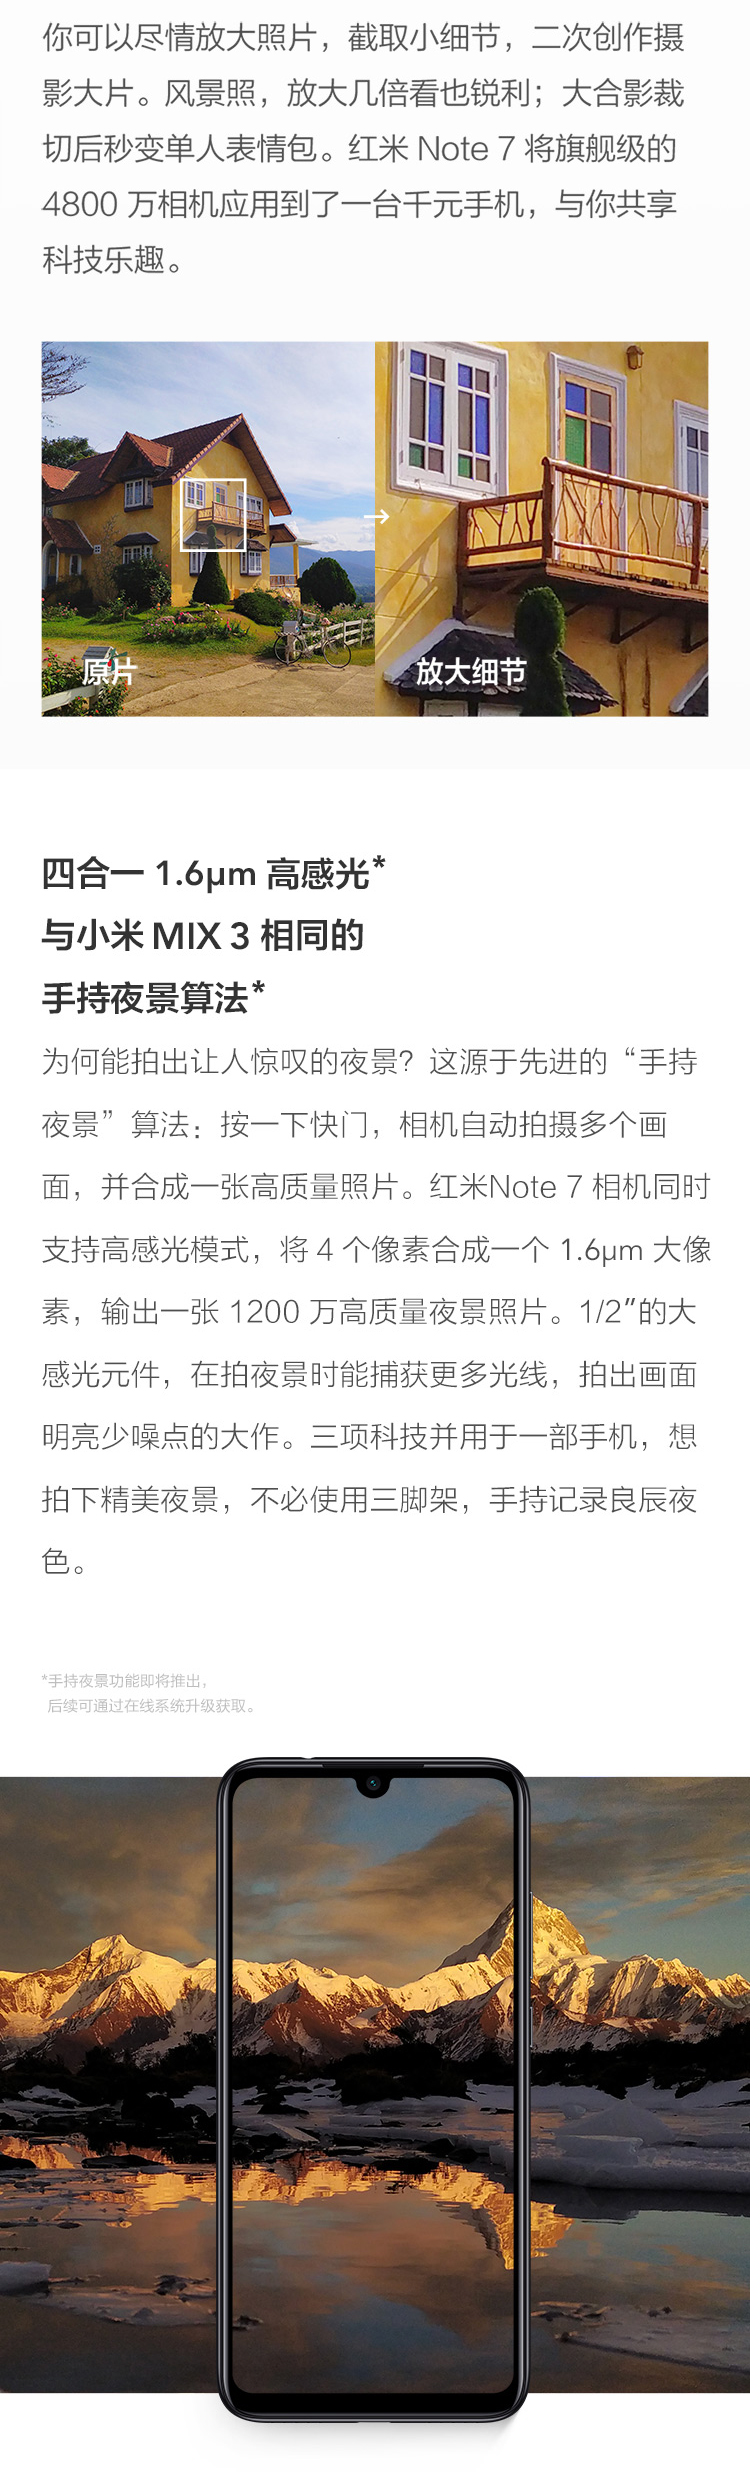 你可以尽情放大照片，截取小细节，二次创作摄
影大片。风景照，放大几倍看也锐利；大合影裁
切后秒变单人表情包。红米 Note 7 将旗舰级的
4800 万相机应用到了一台千元手机，与你共享
科技乐趣。
原片
放大细节
四合一 1.6μm 高感光*
与小米 MIX 3 相同的
手持夜景算法*
为何能拍出让人惊叹的夜景？这源于先进的“手持
夜景”算法：按一下快门，相机自动拍摄多个画
面，并合成一张高质量照片。红米Note 7 相机同时
支持高感光模式，将 4 个像素合成一个 1.6μm 大像
素，输出一张 1200 万高质量夜景照片。1/2″的大
感光元件，在拍夜景时能捕获更多光线，拍出画面
明亮少噪点的大作。三项科技并用于一部手机，想
拍下精美夜景，不必使用三脚架，手持记录良辰夜
色。
*手持夜景功能即将推出，
后续可通过在线系统升级获取。